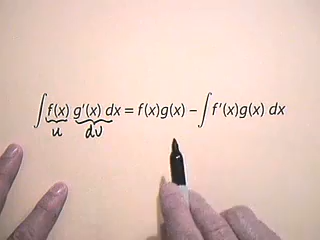 ∫ f(x) g'(x) dx = f(x)g(x) − ∫ f'(x)g(x) dx
u dv